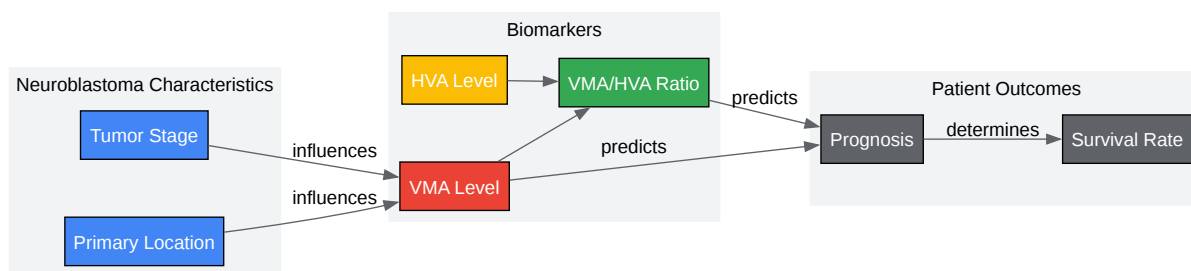 Neuroblastoma Characteristics
Tumor Stage
Primary Location
influences
influences
Biomarkers
HVA Level
VMA/HVA Ratio
VMA Level
predicts
predicts
Patient Outcomes
Prognosis
determines
Survival Rate